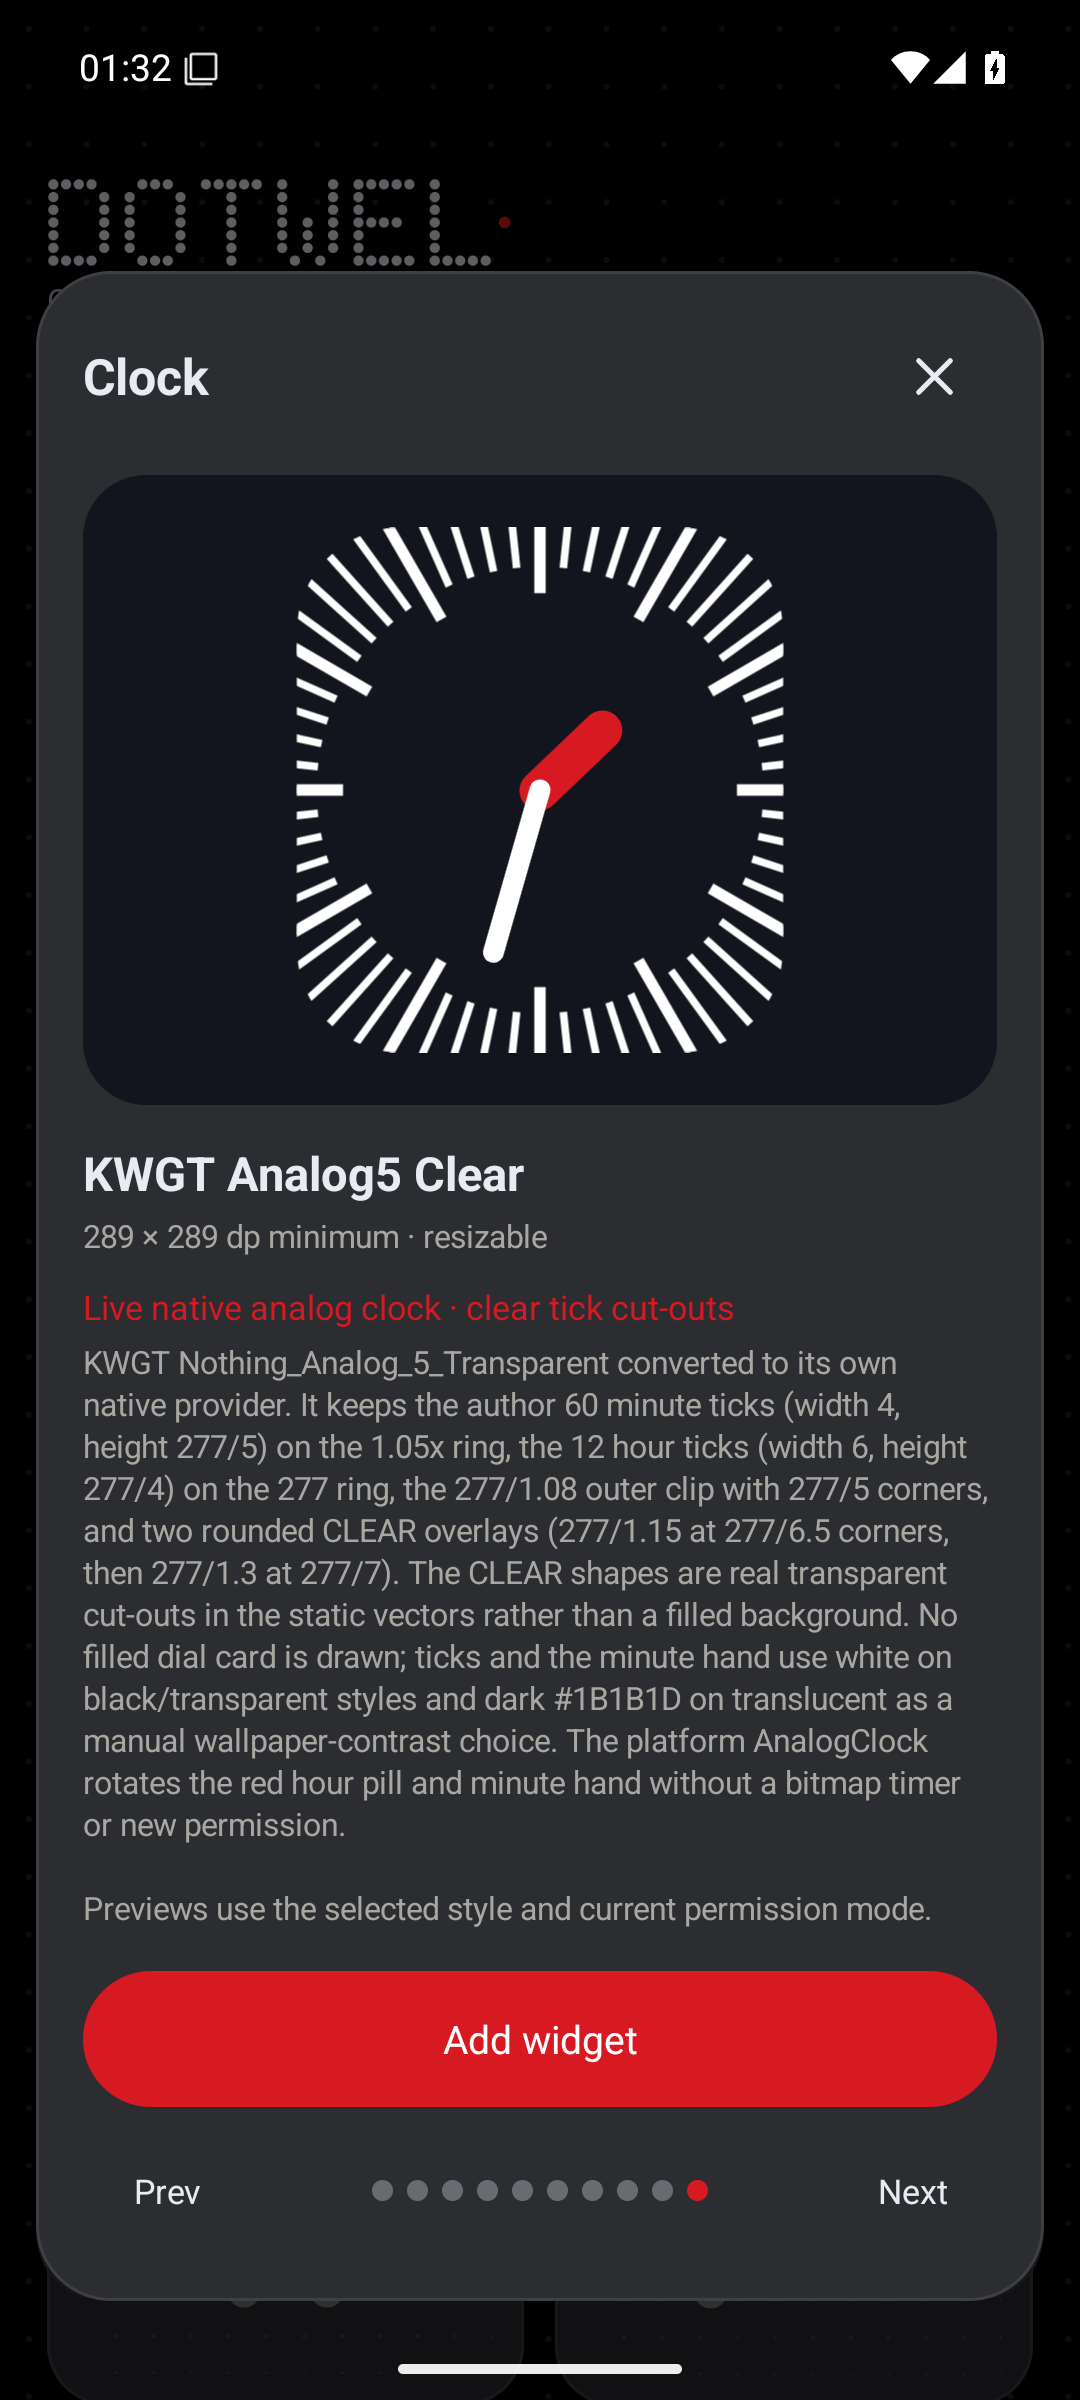 01:32
DOTWEL
Clock
KWGT Analog5 Clear
289 × 289 dp minimum · resizable
Live native analog clock · clear tick cut-outs
KWGT Nothing_Analog_5_Transparent converted to its own
native provider. It keeps the author 60 minute ticks (width 4,
height 277/5) on the 1.05x ring, the 12 hour ticks (width 6, height
277/4) on the 277 ring, the 277/1.08 outer clip with 277/5 corners,
and two rounded CLEAR overlays (277/1.15 at 277/6.5 corners,
then 277/1.3 at 277/7). The CLEAR shapes are real transparent
cut-outs in the static vectors rather than a filled background. No
filled dial card is drawn; ticks and the minute hand use white on
black/transparent styles and dark #1B1B1D on translucent as a
manual wallpaper-contrast choice. The platform AnalogClock
rotates the red hour pill and minute hand without a bitmap timer
or new permission.
Previews use the selected style and current permission mode.
Add widget
Prev
Next